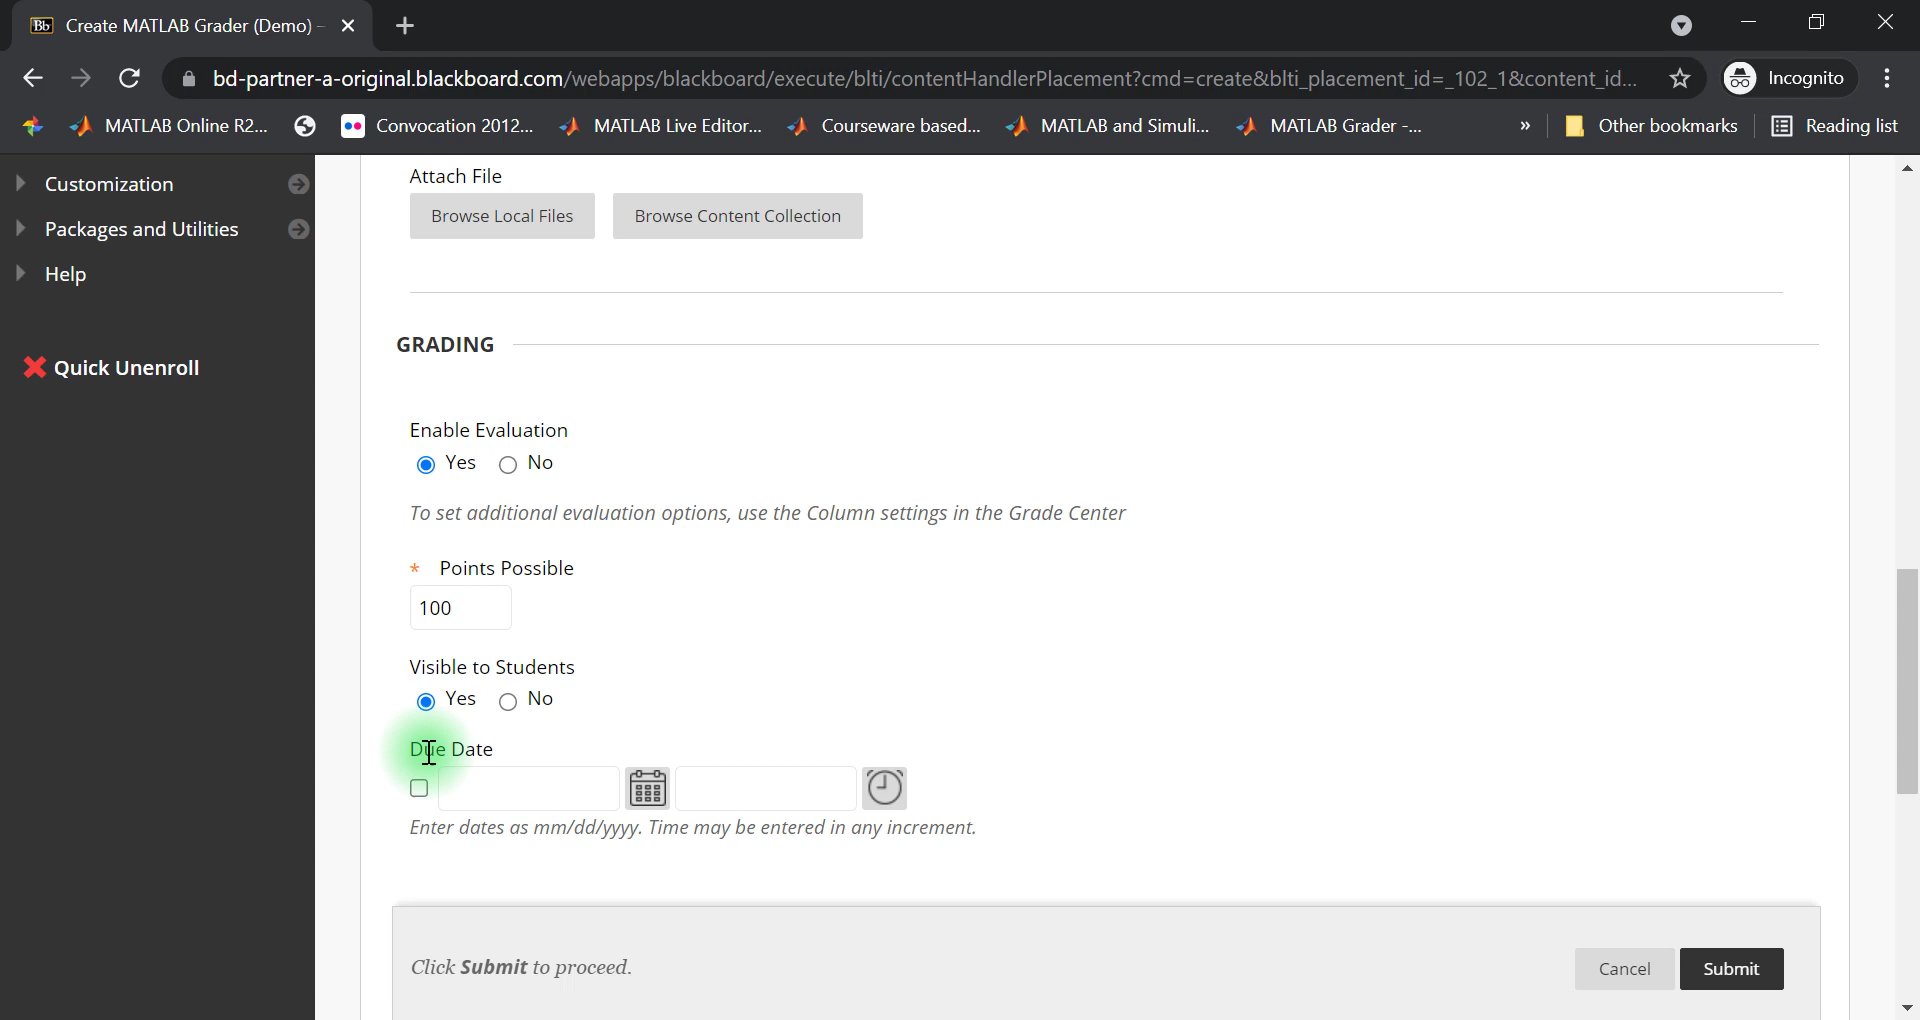 Bb Create MATLAB Grader (Demo) –
bd-partner-a-original.blackboard.com/webapps/blackboard/execute/blti/contentHandlerPlacement?cmd=create&blti_placement_id=_102_1&content_id...
Incognito
MATLAB Online R2...
Convocation 2012...
MATLAB Live Editor...
Courseware based...
MATLAB and Simuli...
MATLAB Grader -...
»
Other bookmarks
Reading list
Customization
Packages and Utilities
Help
Quick Unenroll
Attach File
Browse Local Files
Browse Content Collection
GRADING
Enable Evaluation
Yes No
To set additional evaluation options, use the Column settings in the Grade Center
* Points Possible
100
Visible to Students
Yes No
Due Date
Enter dates as mm/dd/yyyy. Time may be entered in any increment.
Click Submit to proceed.
Cancel
Submit